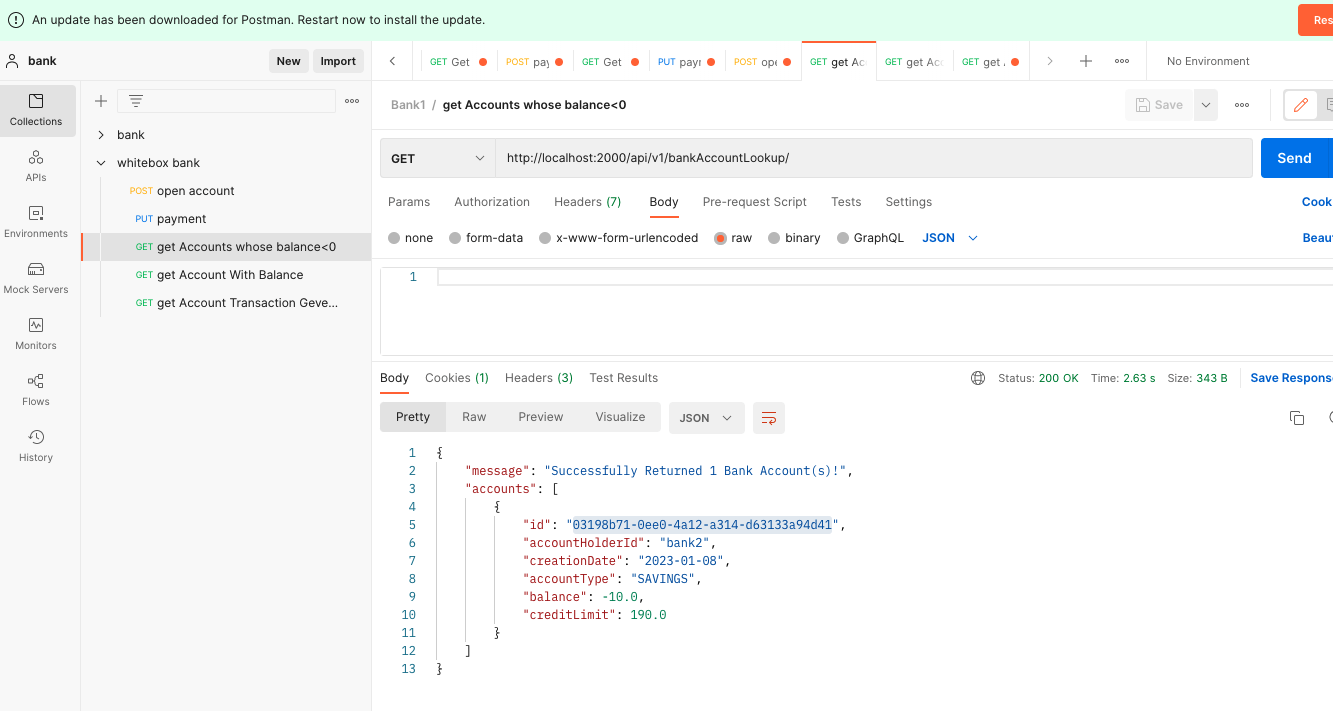 An update has been downloaded for Postman. Restart now to install the update.
Res
bank
New
Import
GET Get
POST pay
GET Get
PUT payr
POST ope
GET get Acc
GET get Acc
GET get
No Environment
Collections
APIs
Environments
Mock Servers
Monitors
Flows
History
bank
whitebox bank
POST open account
PUT payment
GET get Accounts whose balance<0
GET get Account With Balance
GET get Account Transaction Geve...
Bank1 / get Accounts whose balance<0
Save
GET
http://localhost:2000/api/v1/bankAccountLookup/
Send
Params
Authorization
Headers (7)
Body
Pre-request Script
Tests
Settings
Cook
none
form-data
x-www-form-urlencoded
raw
binary
GraphQL
JSON
Beau
1
Body
Cookies (1)
Headers (3)
Test Results
Status: 200 OK
Time: 2.63 s
Size: 343 B
Save Respons
Pretty
Raw
Preview
Visualize
JSON
1 {
2 "message": "Successfully Returned 1 Bank Account(s)!",
3 "accounts": [
4 {
5 "id": "03198b71-0ee0-4a12-a314-d63133a94d41",
6 "accountHolderId": "bank2",
7 "creationDate": "2023-01-08",
8 "accountType": "SAVINGS",
9 "balance": -10.0,
10 "creditLimit": 190.0
11 }
12 ]
13 }